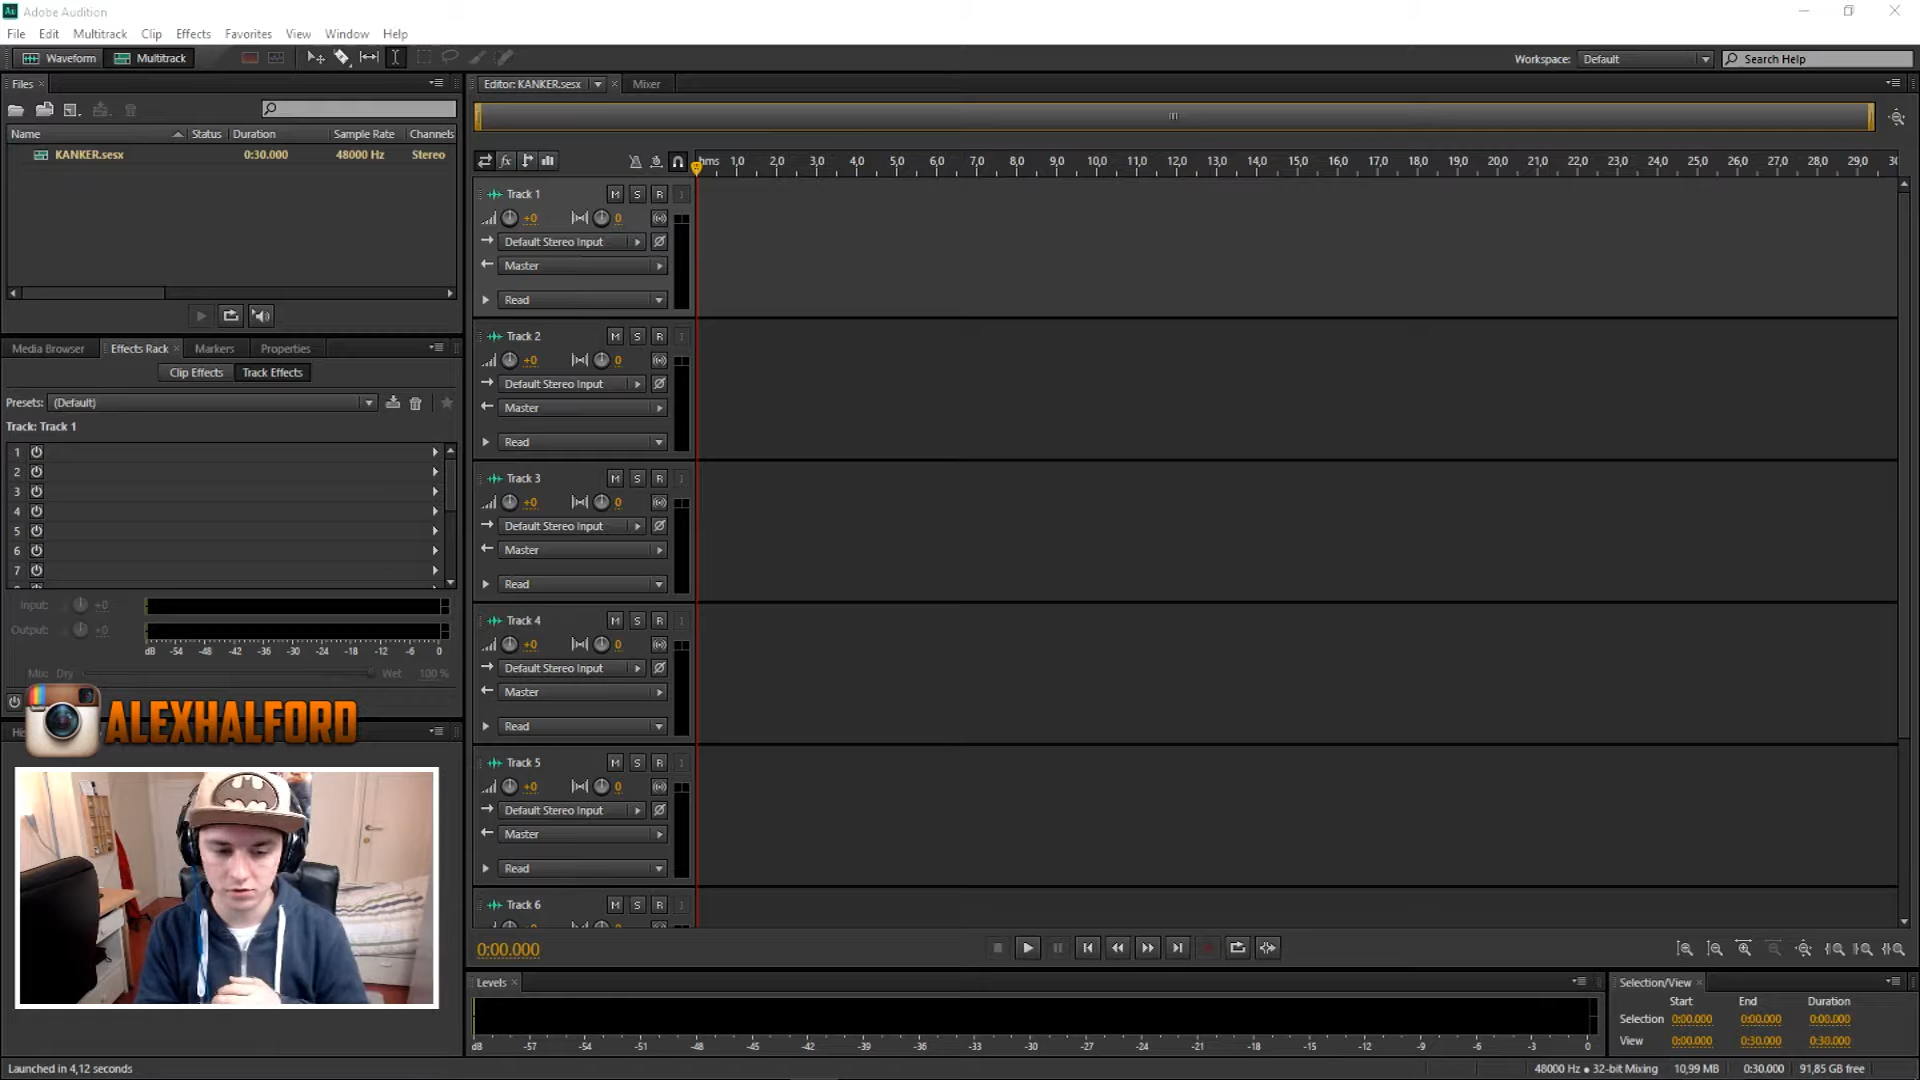 Au Adobe Audition
File Edit Multitrack Clip Effects Favorites View Window Help
Waveform Multitrack Workspace: Default Search Help
Files
Name Status Duration Sample Rate Channels
KANKER.sesx 0:30.000 48000 Hz Stereo
Media Browser Effects Rack Markers Properties
Clip Effects Track Effects
Presets: (Default)
Track: Track 1
1
2
3
4
5
6
7
Input: +0
Output: +0
dB -54 -48 -42 -36 -30 -24 -18 -12 -6 0
Mix: Dry Wet 100 %
ALEXHALFORD
Editor: KANKER.sesx Mixer
fx hms 1,0 2,0 3,0 4,0 5,0 6,0 7,0 8,0 9,0 10,0 11,0 12,0 13,0 14,0 15,0 16,0 17,0 18,0 19,0 20,0 21,0 22,0 23,0 24,0 25,0 26,0 27,0 28,0 29,0
Track 1 M S R I
+0 0
Default Stereo Input
Master
Read
Track 2 M S R I
+0 0
Default Stereo Input
Master
Read
Track 3 M S R I
+0 0
Default Stereo Input
Master
Read
Track 4 M S R I
+0 0
Default Stereo Input
Master
Read
Track 5 M S R I
+0 0
Default Stereo Input
Master
Read
Track 6 M S R I
0:00.000
Levels
dB -57 -54 -51 -48 -45 -42 -39 -36 -33 -30 -27 -24 -21 -18 -15 -12 -9 -6 -3 0
Selection/View
Start End Duration
Selection 0:00.000 0:00.000 0:00.000
View 0:00.000 0:30.000 0:30.000
Launched in 4,12 seconds
48000 Hz ● 32-bit Mixing 10,99 MB 0:30.000 91,85 GB free